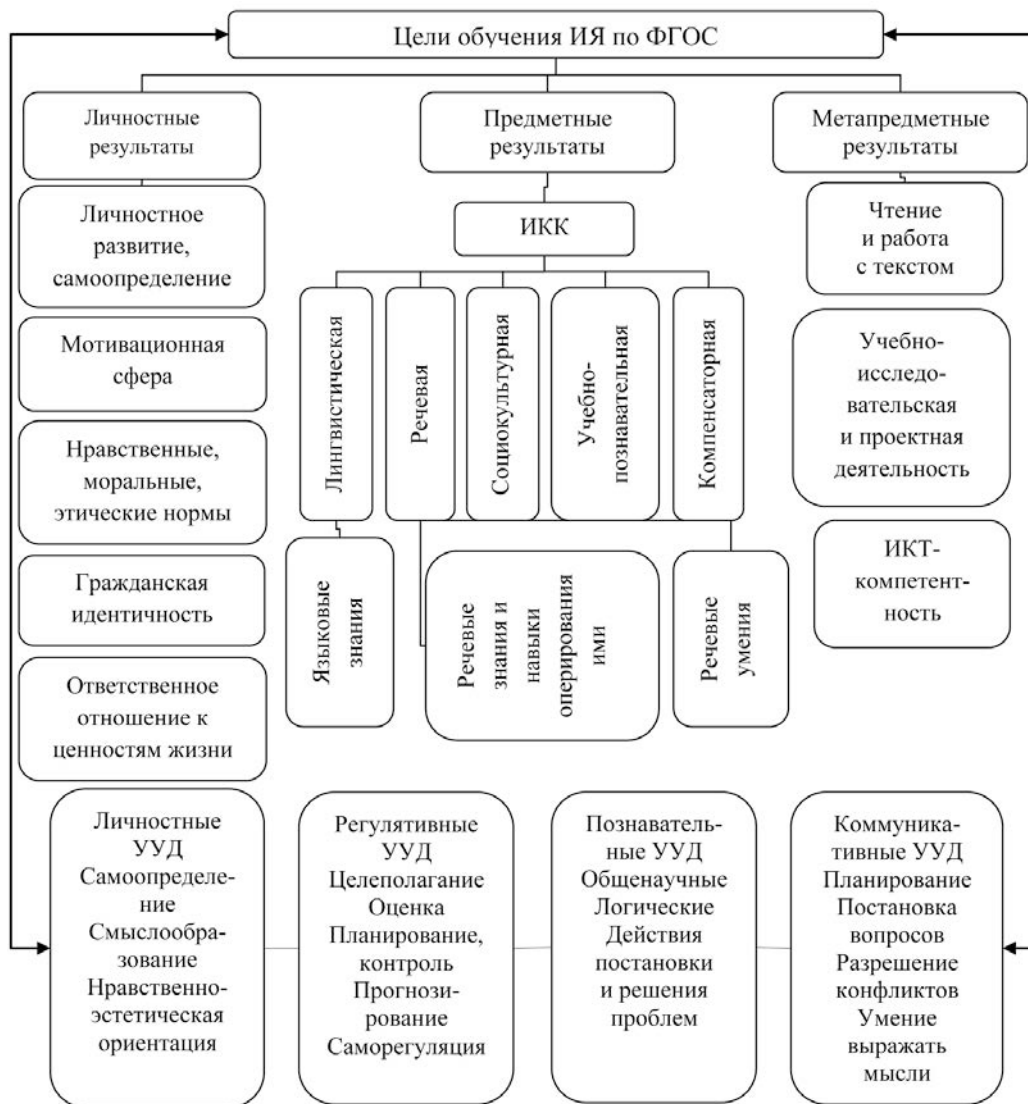 Цели обучения ИЯ по ФГОС
Личностные
результаты
Предметные
результаты
Метапредметные
результаты
Личностное
развитие,
самоопределение
Мотивационная
сфера
Нравственные,
моральные,
этические нормы
Гражданская
идентичность
Ответственное
отношение к
ценностям жизни
ИКК
Лингвистическая
Речевая
Социокультурная
Учебно-
познавательная
Компенсаторная
Языковые
знания
Речевые
знания и
навыки
оперирования
ими
Речевые
умения
Чтение
и работа
с текстом
Учебно-
исследо-
вательская
и проектная
деятельность
ИКТ-
компетент-
ность
Личностные
УУД
Самоопределе-
ние
Смыслообра-
зование
Нравственно-
эстетическая
ориентация
Регулятивные
УУД
Целеполагание
Оценка
Планирование,
контроль
Прогнози-
рование
Саморегуляция
Познаватель-
ные УУД
Общенаучные
Логические
Действия
постановки
и решения
проблем
Коммуника-
тивные УУД
Планирование
Постановка
вопросов
Разрешение
конфликтов
Умение
выражать
мысли